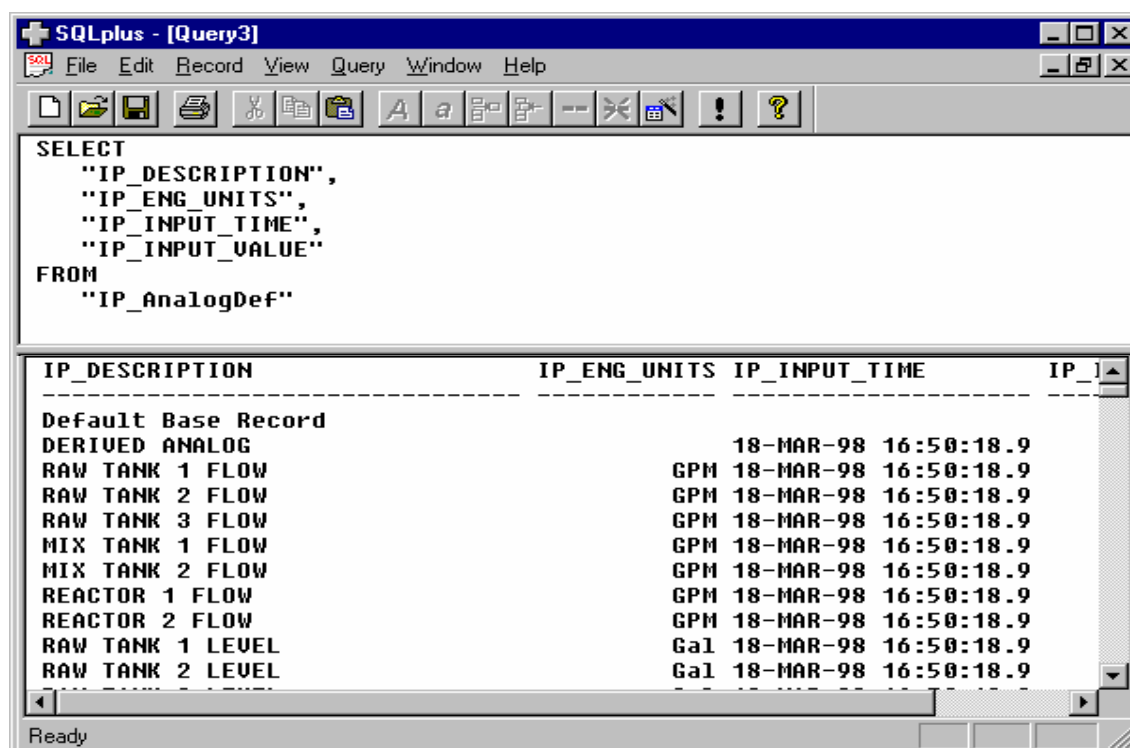 SQLplus - [Query3]
File Edit Record View Query Window Help
SELECT
"IP_DESCRIPTION",
"IP_ENG_UNITS",
"IP_INPUT_TIME",
"IP_INPUT_VALUE"
FROM
"IP_AnalogDef"
IP_DESCRIPTION IP_ENG_UNITS IP_INPUT_TIME
Default Base Record
DERIVED ANALOG 18-MAR-98 16:50:18.9
RAW TANK 1 FLOW GPM 18-MAR-98 16:50:18.9
RAW TANK 2 FLOW GPM 18-MAR-98 16:50:18.9
RAW TANK 3 FLOW GPM 18-MAR-98 16:50:18.9
MIX TANK 1 FLOW GPM 18-MAR-98 16:50:18.9
MIX TANK 2 FLOW GPM 18-MAR-98 16:50:18.9
REACTOR 1 FLOW GPM 18-MAR-98 16:50:18.9
REACTOR 2 FLOW GPM 18-MAR-98 16:50:18.9
RAW TANK 1 LEVEL Gal 18-MAR-98 16:50:18.9
RAW TANK 2 LEVEL Gal 18-MAR-98 16:50:18.9
Ready